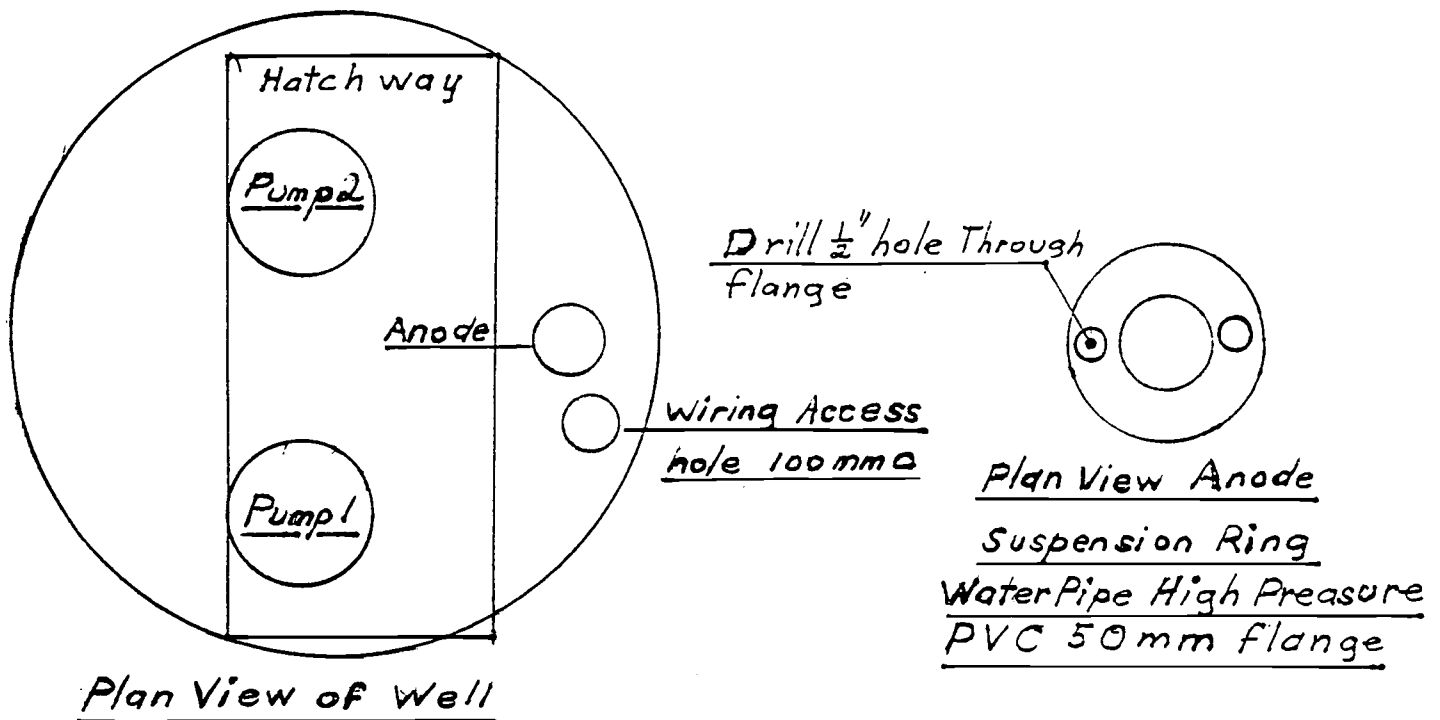 Hatch way
Pump2
Anode
Pump1
Wiring Access
hole 100mm
Plan View of Well
Drill 1/2" hole Through
flange
Plan View Anode
Suspension Ring
Water Pipe High Preasure
PVC 50mm flange